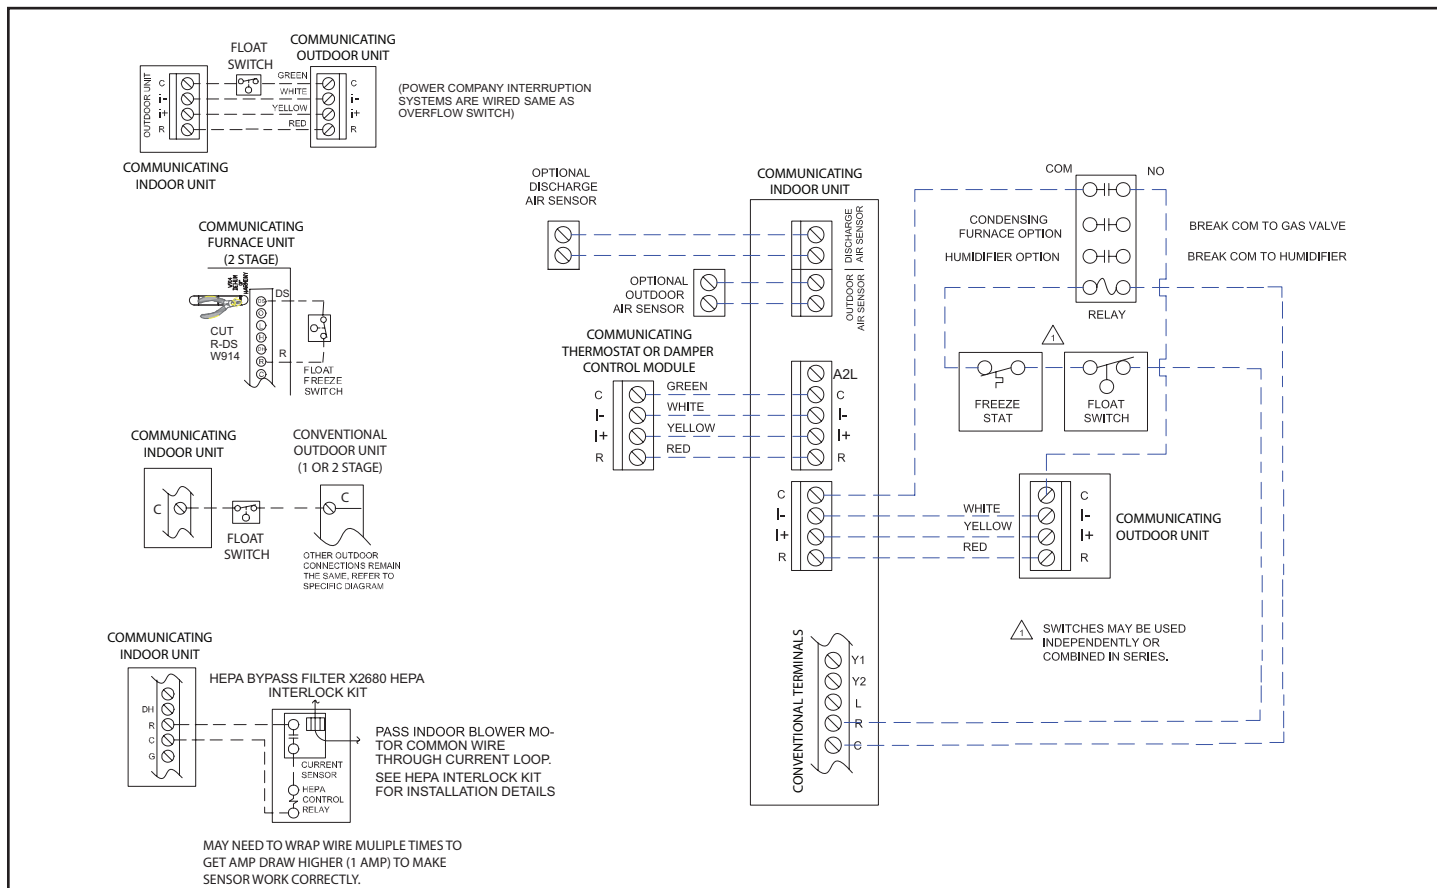 FLOAT
SWITCH
COMMUNICATING
OUTDOOR UNIT
OUTDOOR UNIT
C
i-
i+
R
GREEN
WHITE
YELLOW
RED
C
i-
i+
R
(POWER COMPANY INTERRUPTION
SYSTEMS ARE WIRED SAME AS
OVERFLOW SWITCH)
COMMUNICATING
INDOOR UNIT
COMMUNICATING
FURNACE UNIT
(2 STAGE)
W914
DS
DS
G
L
H
DH
R
C
R
CUT
R-DS
W914
FLOAT
FREEZE
SWITCH
COMMUNICATING
INDOOR UNIT
C
FLOAT
SWITCH
CONVENTIONAL
OUTDOOR UNIT
(1 OR 2 STAGE)
C
OTHER OUTDOOR
CONNECTIONS REMAIN
THE SAME, REFER TO
SPECIFIC DIAGRAM
COMMUNICATING
INDOOR UNIT
DH
R
C
G
HEPA BYPASS FILTER X2680 HEPA
INTERLOCK KIT
CURRENT
SENSOR
HEPA
CONTROL
RELAY
PASS INDOOR BLOWER MO-
TOR COMMON WIRE
THROUGH CURRENT LOOP.
SEE HEPA INTERLOCK KIT
FOR INSTALLATION DETAILS
MAY NEED TO WRAP WIRE MULIPLE TIMES TO
GET AMP DRAW HIGHER (1 AMP) TO MAKE
SENSOR WORK CORRECTLY.
OPTIONAL
DISCHARGE
AIR SENSOR
OPTIONAL
OUTDOOR
AIR SENSOR
COMMUNICATING
THERMOSTAT OR DAMPER
CONTROL MODULE
C
I-
I+
R
GREEN
WHITE
YELLOW
RED
COMMUNICATING
INDOOR UNIT
DISCHARGE
AIR SENSOR
OUTDOOR
AIR SENSOR
A2L
C
I-
I+
R
C
I-
I+
R
CONVENTIONAL TERMINALS
Y1
Y2
L
R
C
COM
NO
CONDENSING
FURNACE OPTION
BREAK COM TO GAS VALVE
HUMIDIFIER OPTION
BREAK COM TO HUMIDIFIER
RELAY
1
FREEZE
STAT
FLOAT
SWITCH
WHITE
YELLOW
RED
C
I-
I+
R
COMMUNICATING
OUTDOOR UNIT
1
SWITCHES MAY BE USED
INDEPENDENTLY OR
COMBINED IN SERIES.